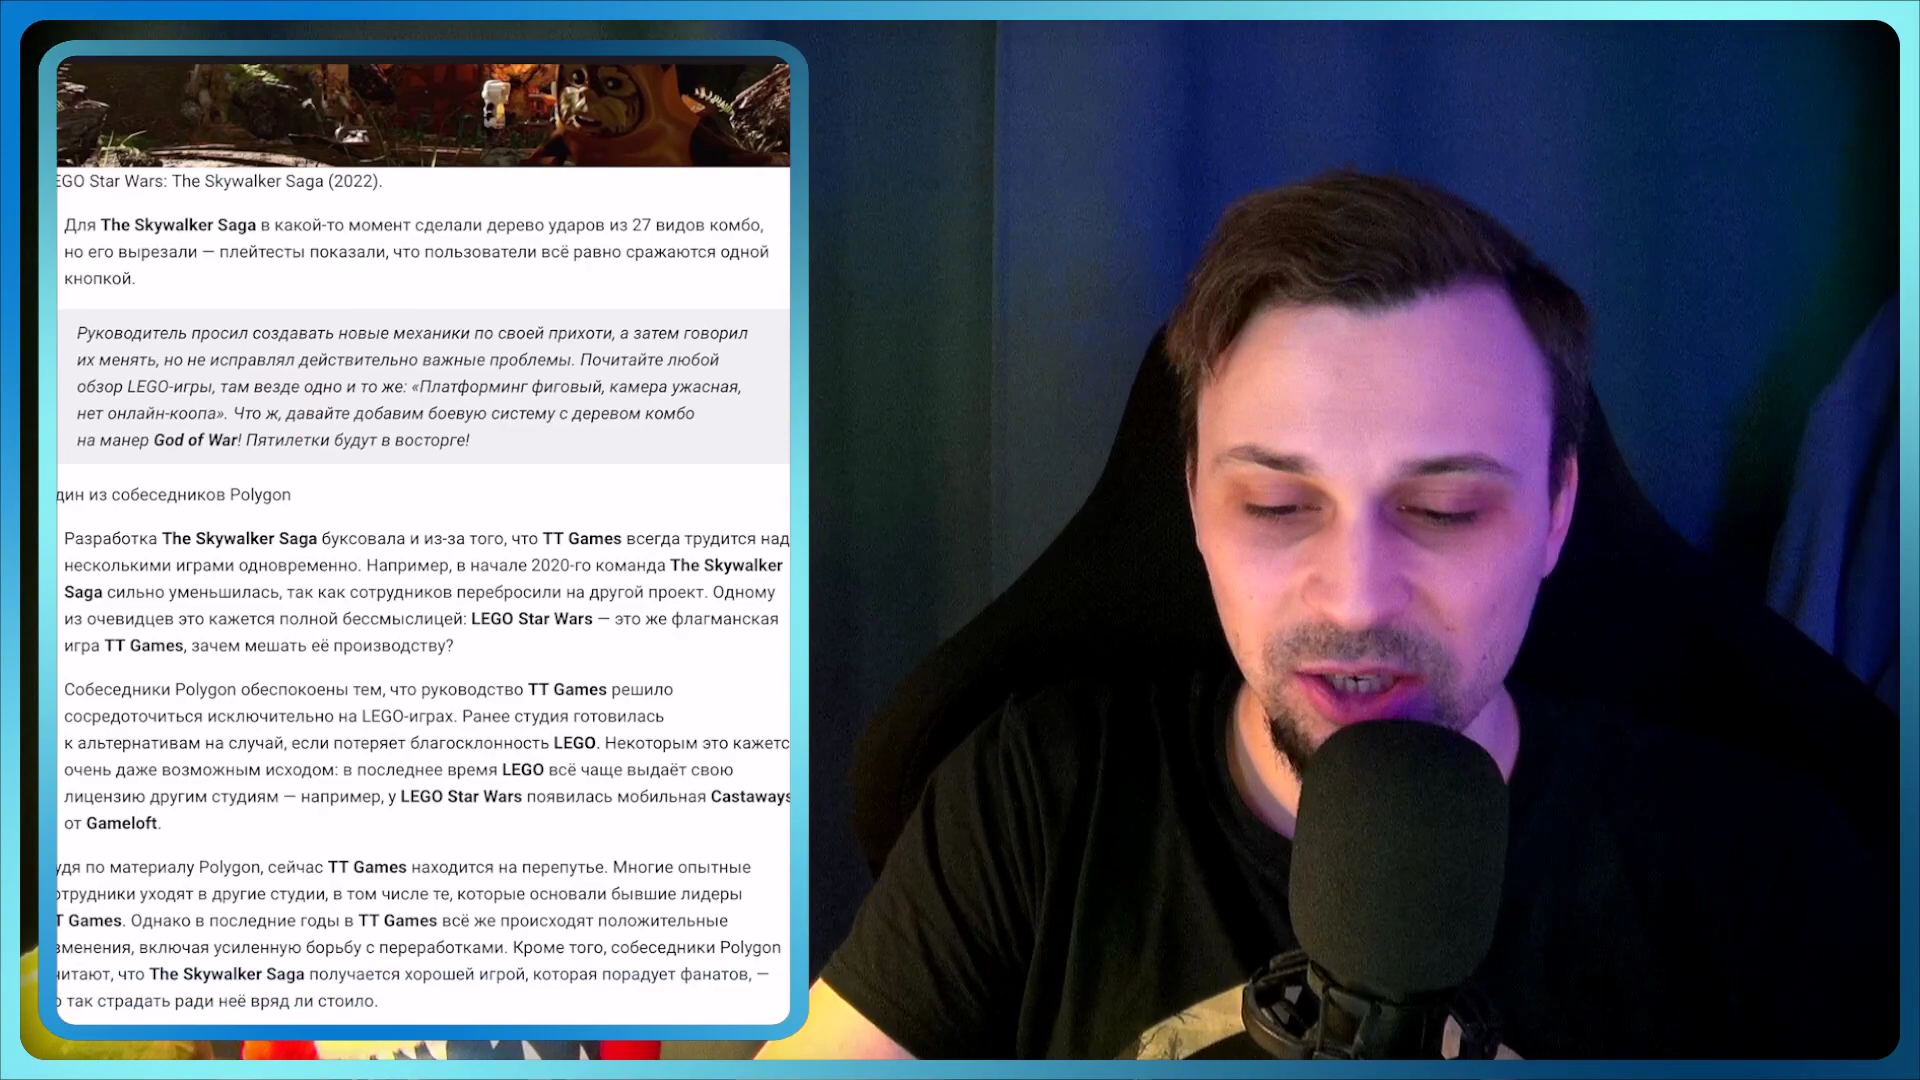 EGO Star Wars: The Skywalker Saga (2022).
Для The Skywalker Saga в какой-то момент сделали дерево ударов из 27 видов комбо,
но его вырезали — плейтесты показали, что пользователи всё равно сражаются одной
кнопкой.
Руководитель просил создавать новые механики по своей прихоти, а затем говорил
их менять, но не исправлял действительно важные проблемы. Почитайте любой
обзор LEGO-игры, там везде одно и то же: «Платформинг фиговый, камера ужасная,
нет онлайн-коопа». Что ж, давайте добавим боевую систему с деревом комбо
на манер God of War! Пятилетки будут в восторге!
дин из собеседников Polygon
Разработка The Skywalker Saga буксовала и из-за того, что TT Games всегда трудится над
несколькими играми одновременно. Например, в начале 2020-го команда The Skywalker
Saga сильно уменьшилась, так как сотрудников перебросили на другой проект. Одному
из очевидцев это кажется полной бессмыслицей: LEGO Star Wars — это же флагманская
игра TT Games, зачем мешать её производству?
Собеседники Polygon обеспокоены тем, что руководство TT Games решило
сосредоточиться исключительно на LEGO-играх. Ранее студия готовилась
к альтернативам на случай, если потеряет благосклонность LEGO. Некоторым это кажетс
очень даже возможным исходом: в последнее время LEGO всё чаще выдаёт свою
лицензию другим студиям — например, у LEGO Star Wars появилась мобильная Castaways
от Gameloft.
удя по материалу Polygon, сейчас TT Games находится на перепутье. Многие опытные
отрудники уходят в другие студии, в том числе те, которые основали бывшие лидеры
T Games. Однако в последние годы в TT Games всё же происходят положительные
зменения, включая усиленную борьбу с переработками. Кроме того, собеседники Polygon
читают, что The Skywalker Saga получается хорошей игрой, которая порадует фанатов, —
о так страдать ради неё вряд ли стоило.